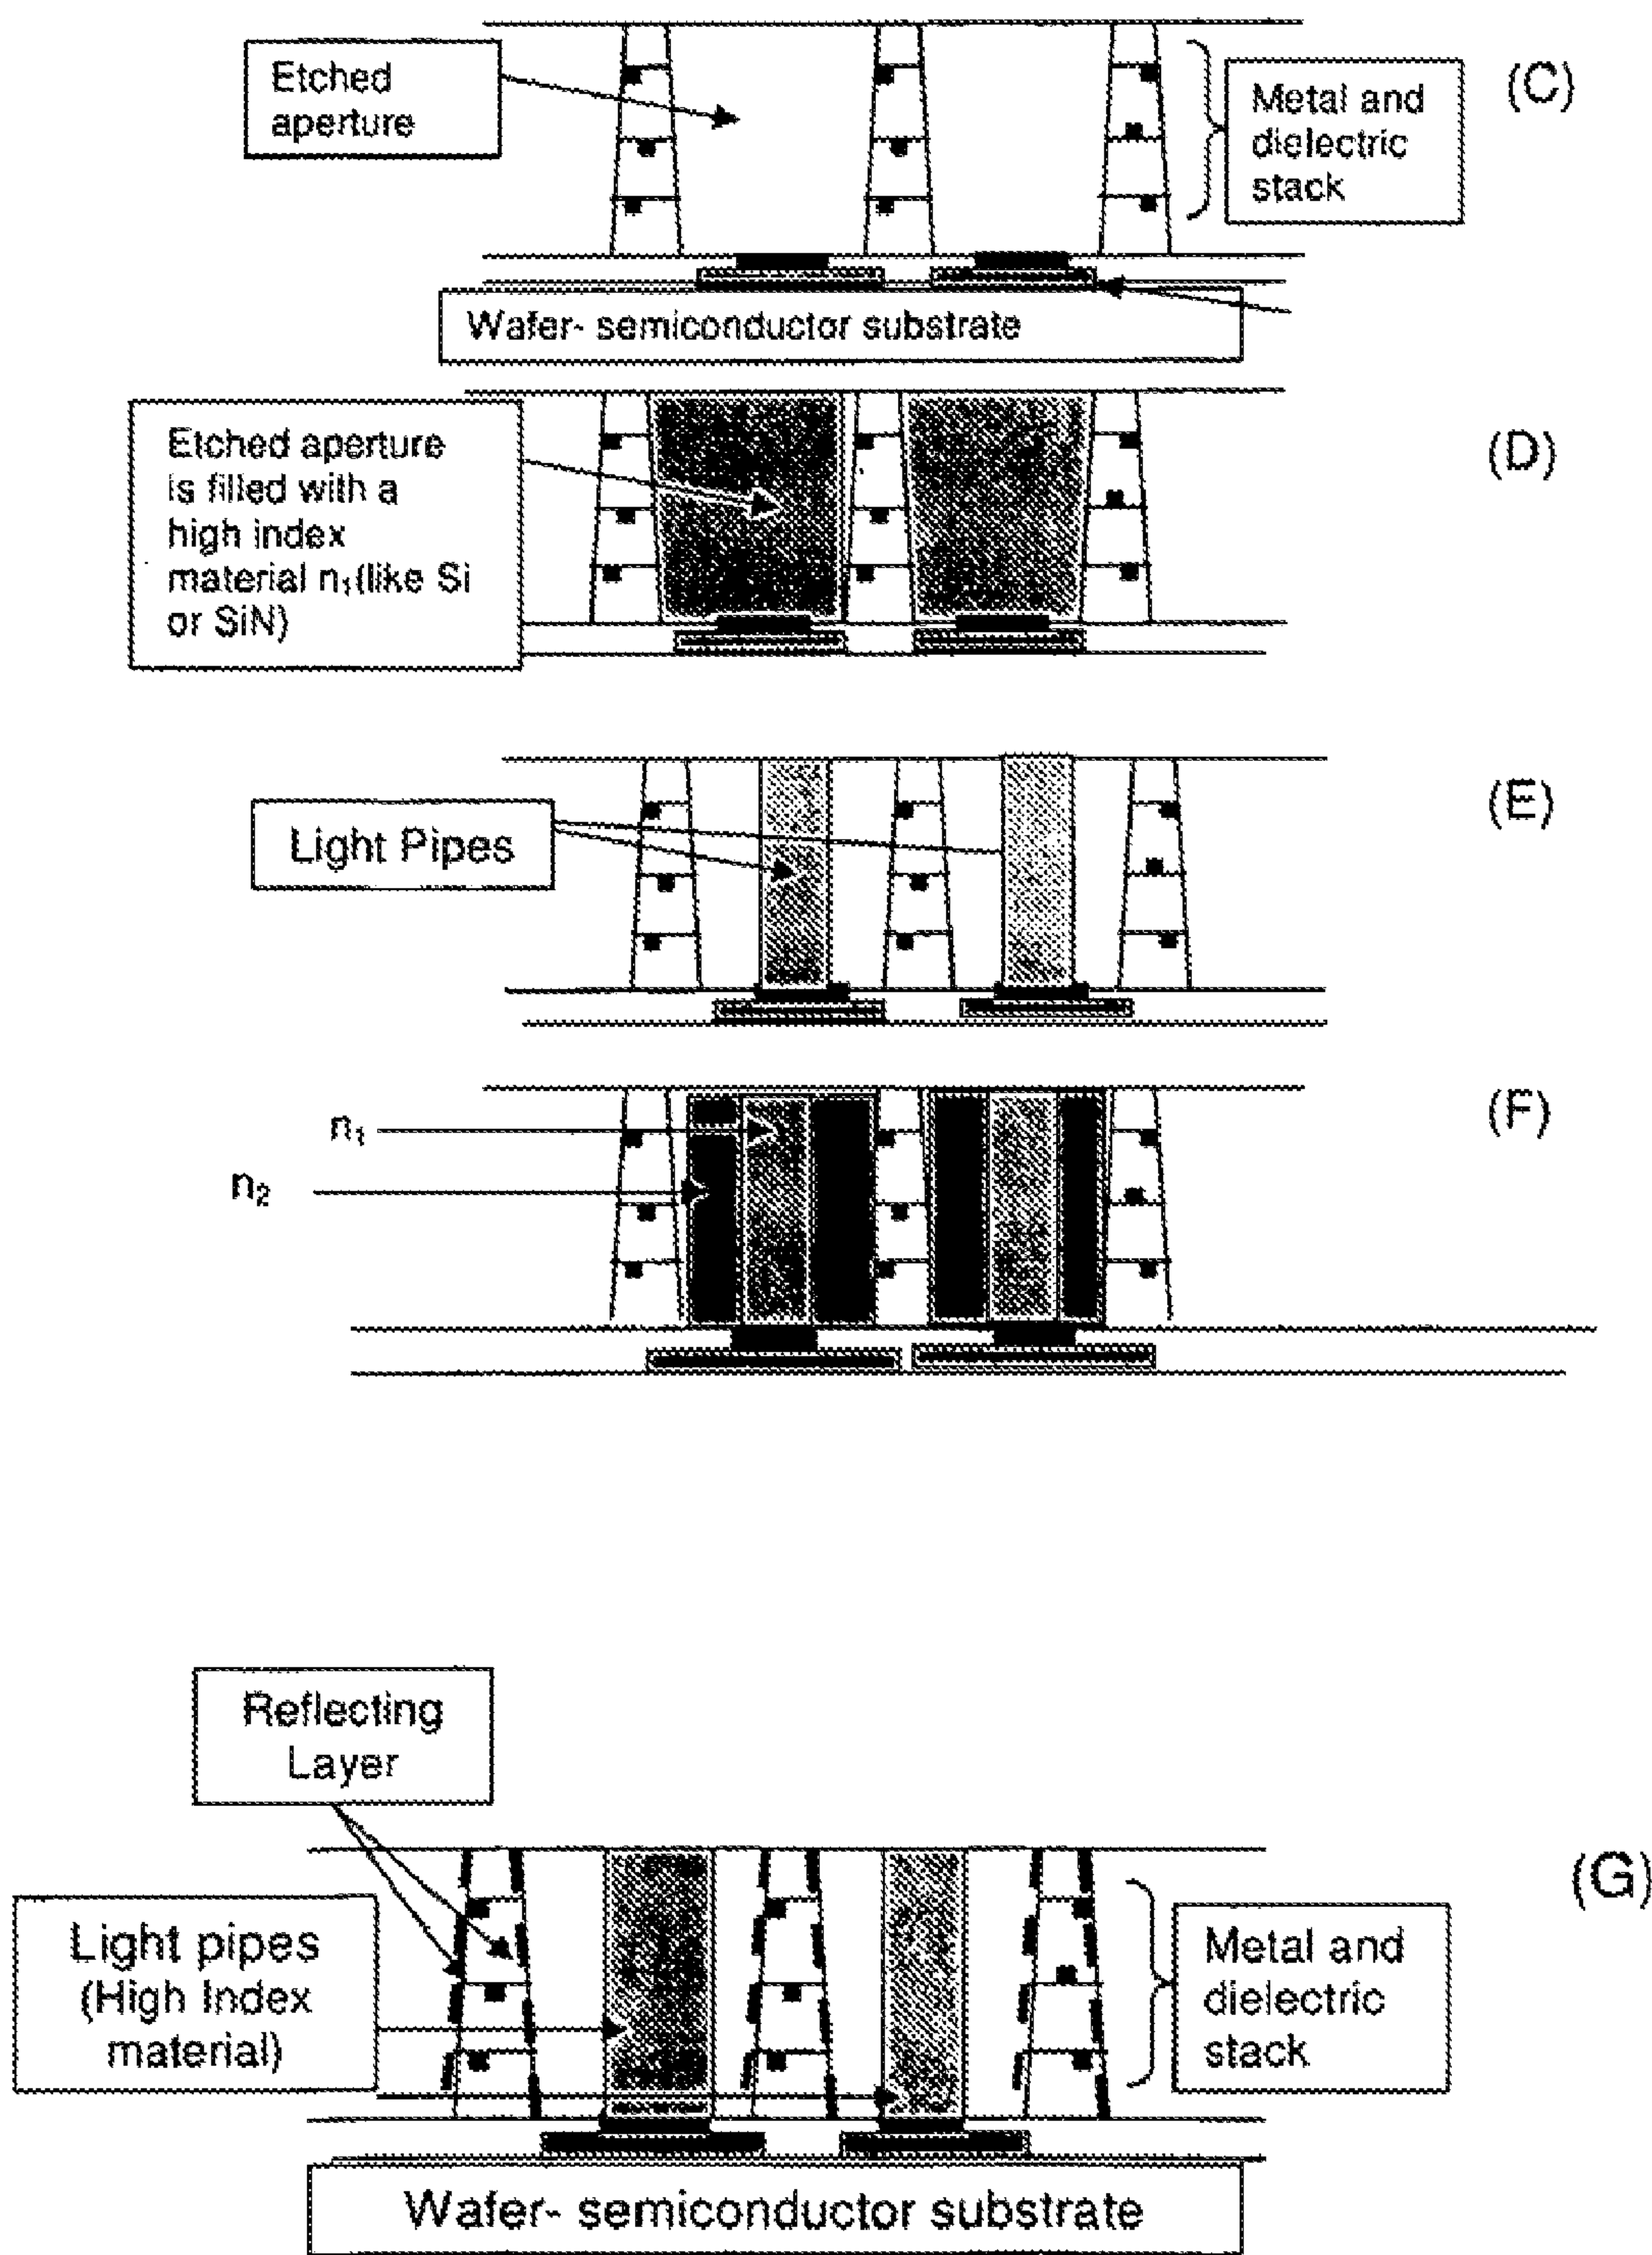 Etched
aperture
Metal and
dielectric
stack
(C)
Wafer- semiconductor substrate
Etched aperture
is filled with a
high index
material n₁(like Si
or SiN)
(D)
Light Pipes
(E)
n₁
n₂
(F)
Reflecting
Layer
Light pipes
(High Index
material)
Metal and
dielectric
stack
(G)
Wafer- semiconductor substrate